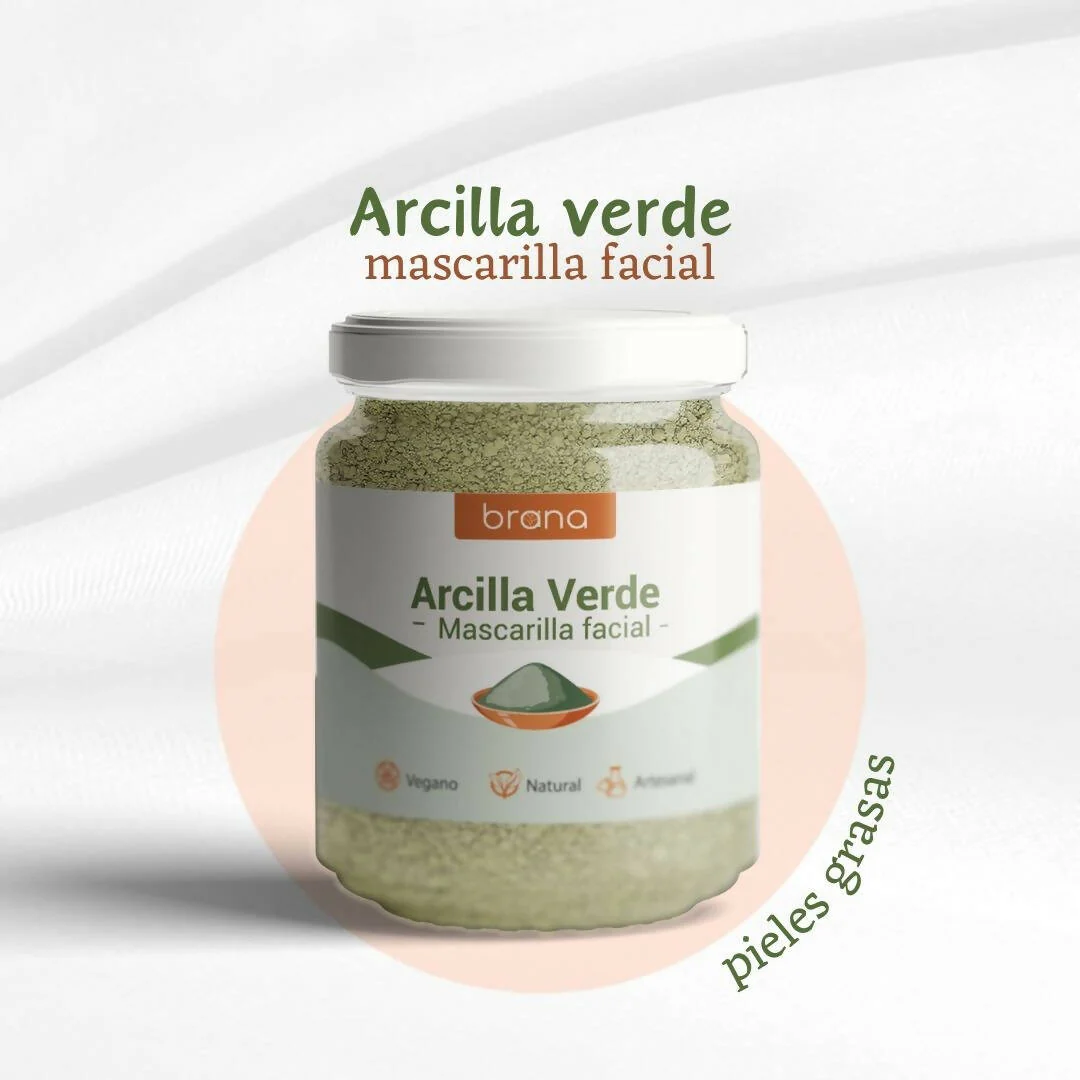 Arcilla verde
mascarilla facial
brana
Arcilla Verde
- Mascarilla facial -
Vegano
Natural
Artesanal
pieles grasas